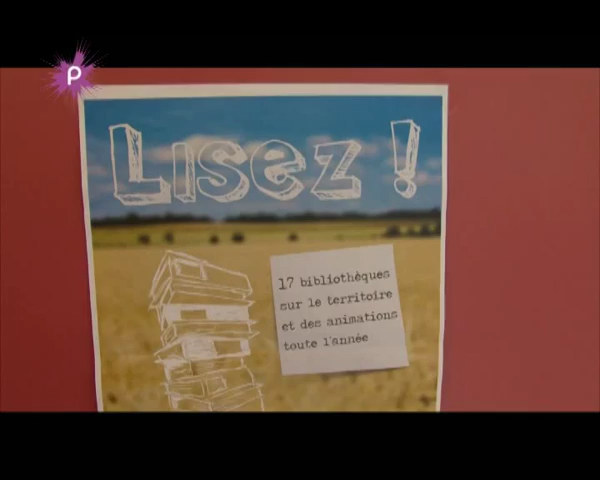 P
Lisez !
17 bibliothèques
sur le territoire
et des animations
toute l'année